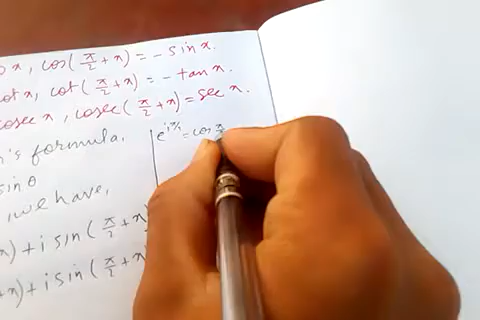 x, cos(π/2 + x) = - sin x.
cot x, cot(π/2 + x) = - tan x.
cosec x, cosec(π/2 + x) = sec x.
's formula. e^iπ/2 = cos π/2
sin θ
, we have,
x) + i sin(π/2 + x
+ x) + i sin(π/2 + x